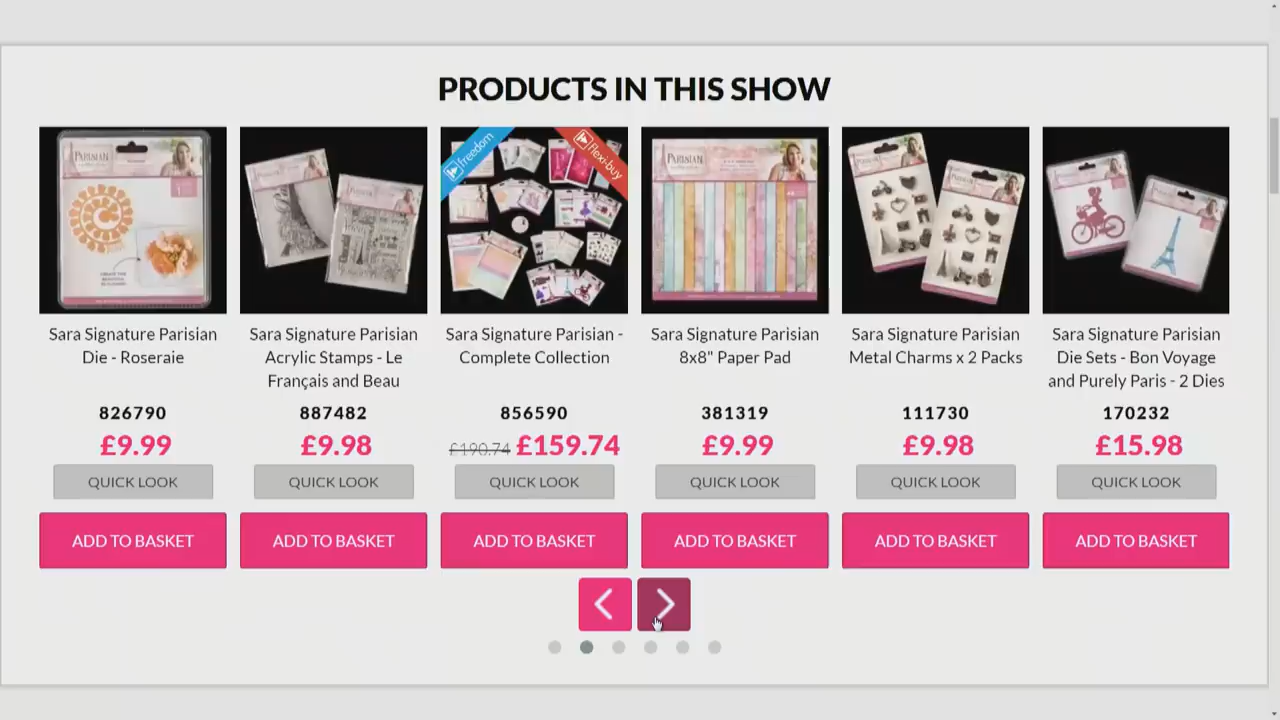 PRODUCTS IN THIS SHOW
freedom
Flexi-buy
PARISIAN
PARISIAN
Sara Signature Parisian
Die - Roseraie
826790
£9.99
QUICK LOOK
ADD TO BASKET
Sara Signature Parisian
Acrylic Stamps - Le
Français and Beau
887482
£9.98
QUICK LOOK
ADD TO BASKET
Sara Signature Parisian -
Complete Collection
856590
£190.74 £159.74
QUICK LOOK
ADD TO BASKET
Sara Signature Parisian
8x8" Paper Pad
381319
£9.99
QUICK LOOK
ADD TO BASKET
Sara Signature Parisian
Metal Charms x 2 Packs
111730
£9.98
QUICK LOOK
ADD TO BASKET
Sara Signature Parisian
Die Sets - Bon Voyage
and Purely Paris - 2 Dies
170232
£15.98
QUICK LOOK
ADD TO BASKET